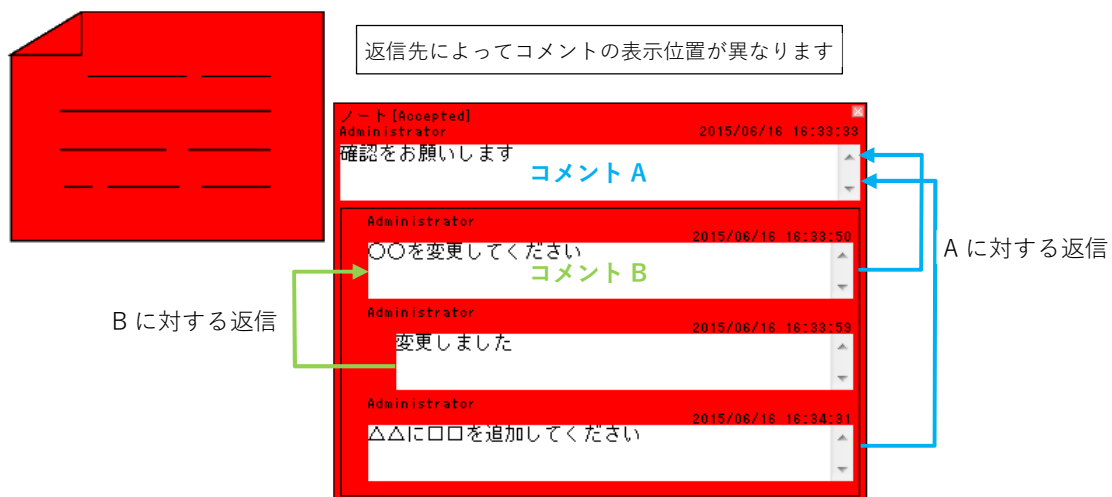 返信先によってコメントの表示位置が異なります
ノート [Accepted]
Administrator 2015/06/16 16:33:33
確認をお願いします
コメント A
Administrator
2015/06/16 16:33:50
〇〇を変更してください
コメント B
A に対する返信
B に対する返信
Administrator
2015/06/16 16:33:59
変更しました
Administrator
2015/06/16 16:34:31
△△に□□を追加してください